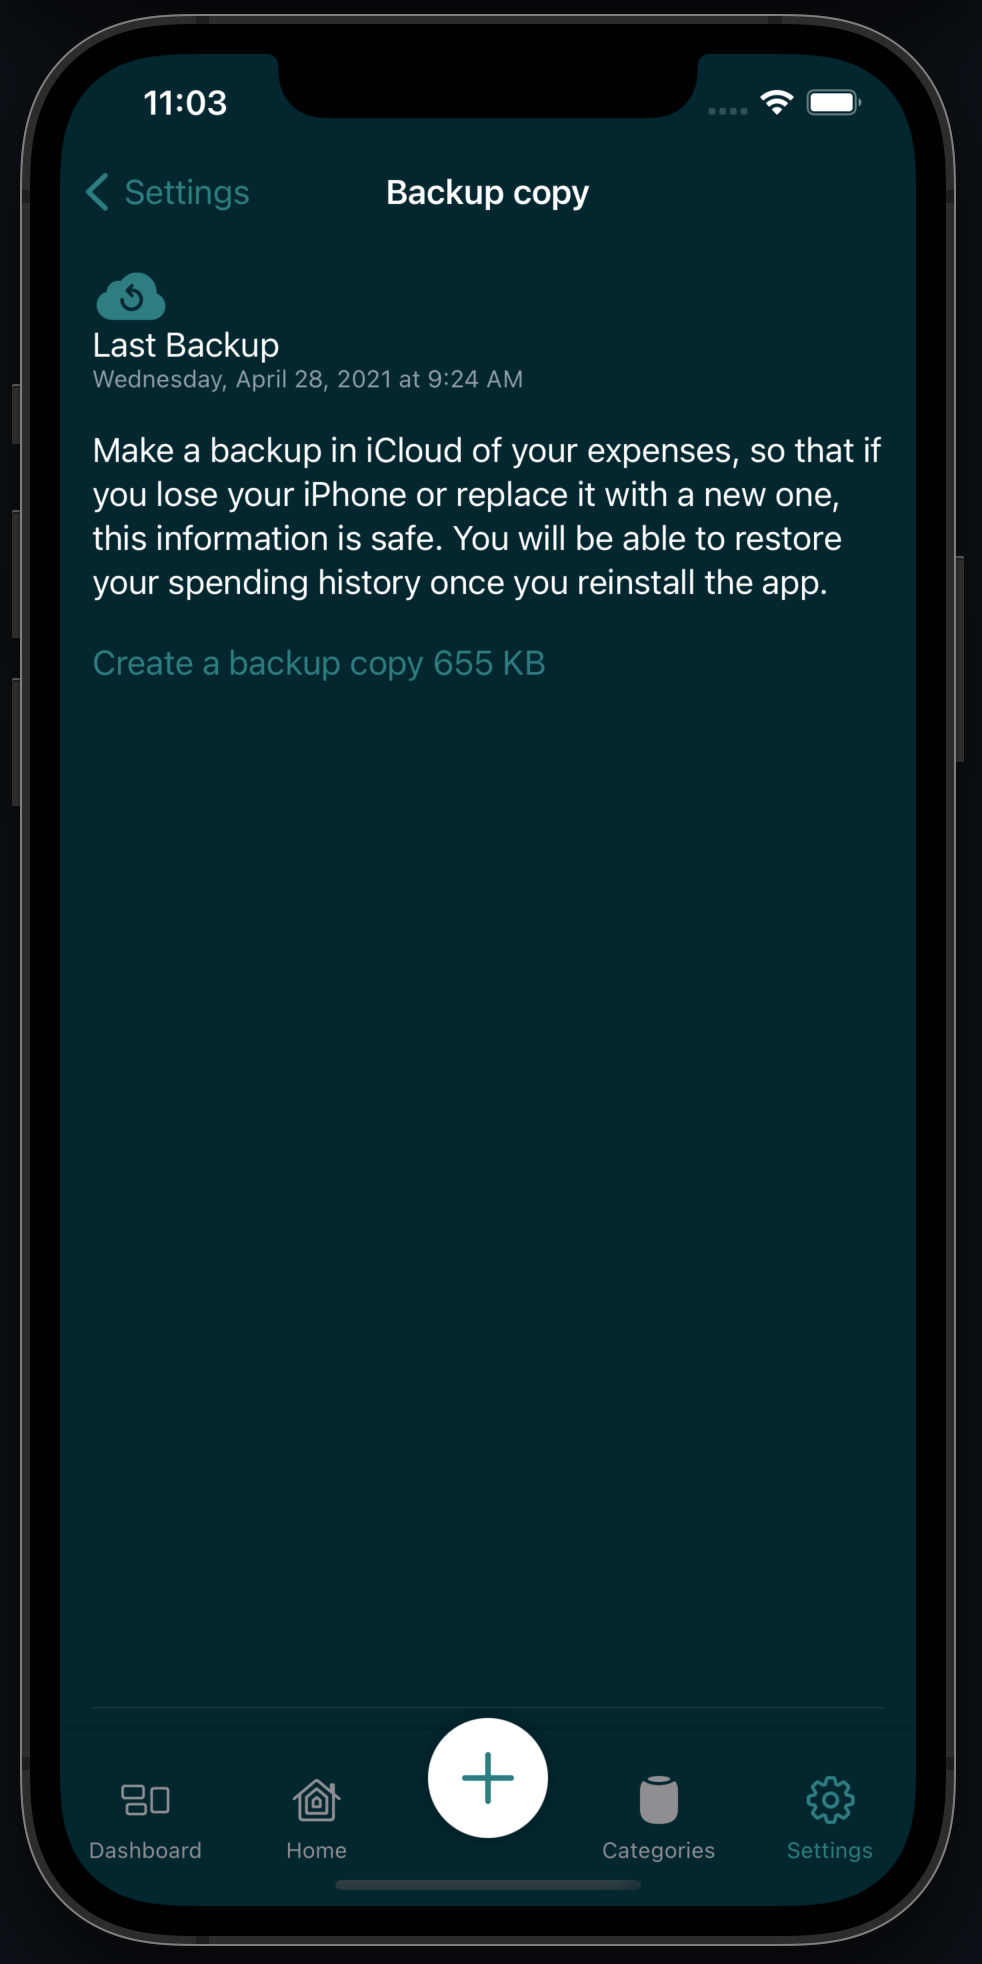 11:03
Settings
Backup copy
Last Backup
Wednesday, April 28, 2021 at 9:24 AM
Make a backup in iCloud of your expenses, so that if
you lose your iPhone or replace it with a new one,
this information is safe. You will be able to restore
your spending history once you reinstall the app.
Create a backup copy 655 KB
Dashboard
Home
Categories
Settings